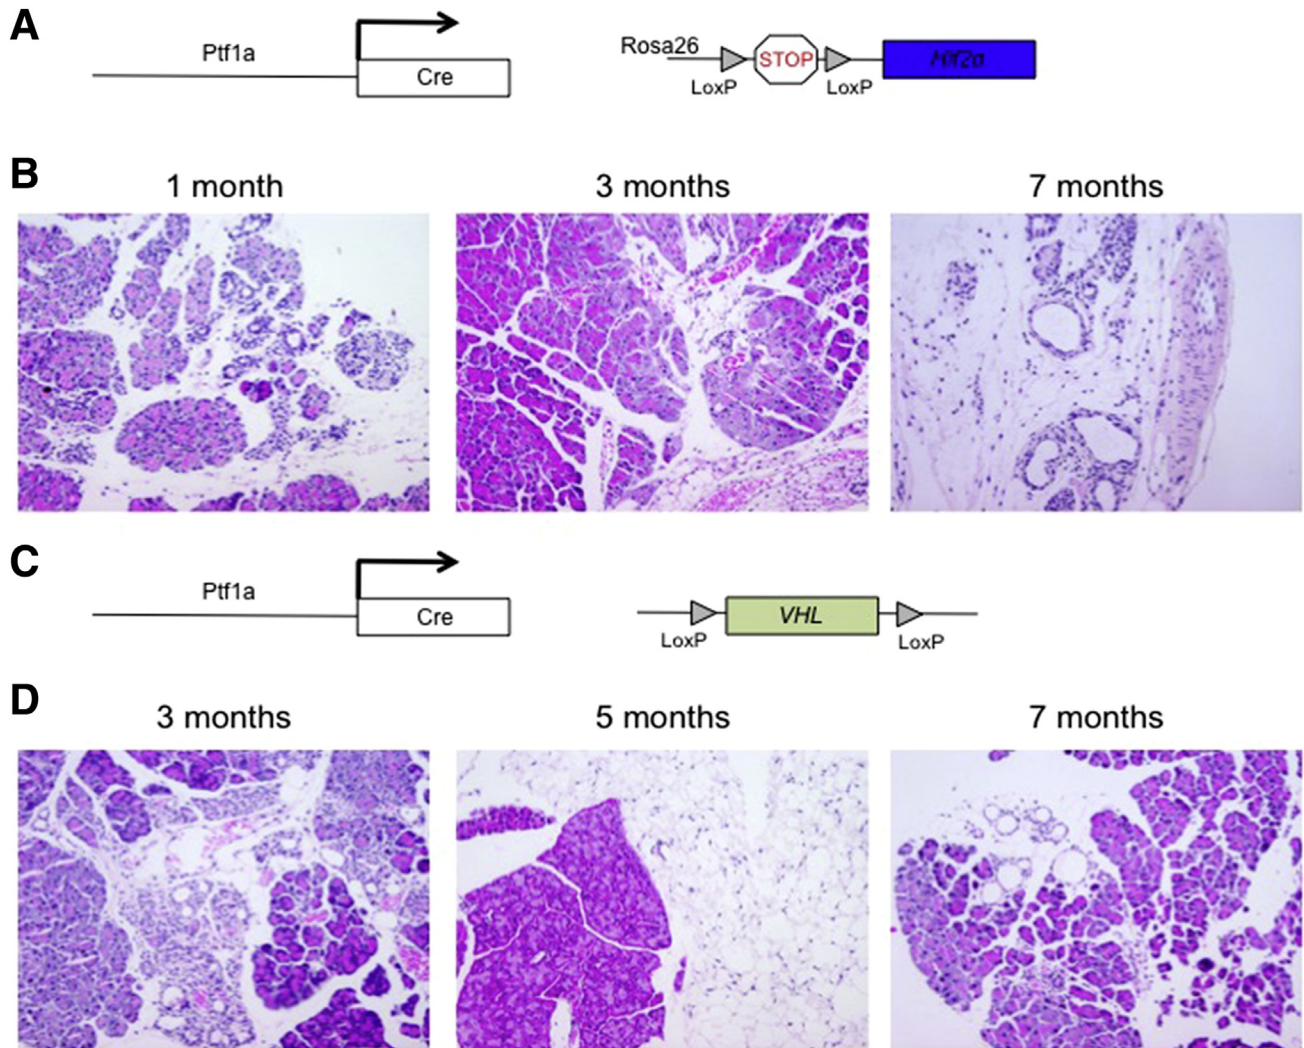 A
Ptf1a
Cre
Rosa26
LoxP
STOP
LoxP
Hif2α
B
1 month
3 months
7 months
C
Ptf1a
Cre
LoxP
VHL
LoxP
D
3 months
5 months
7 months